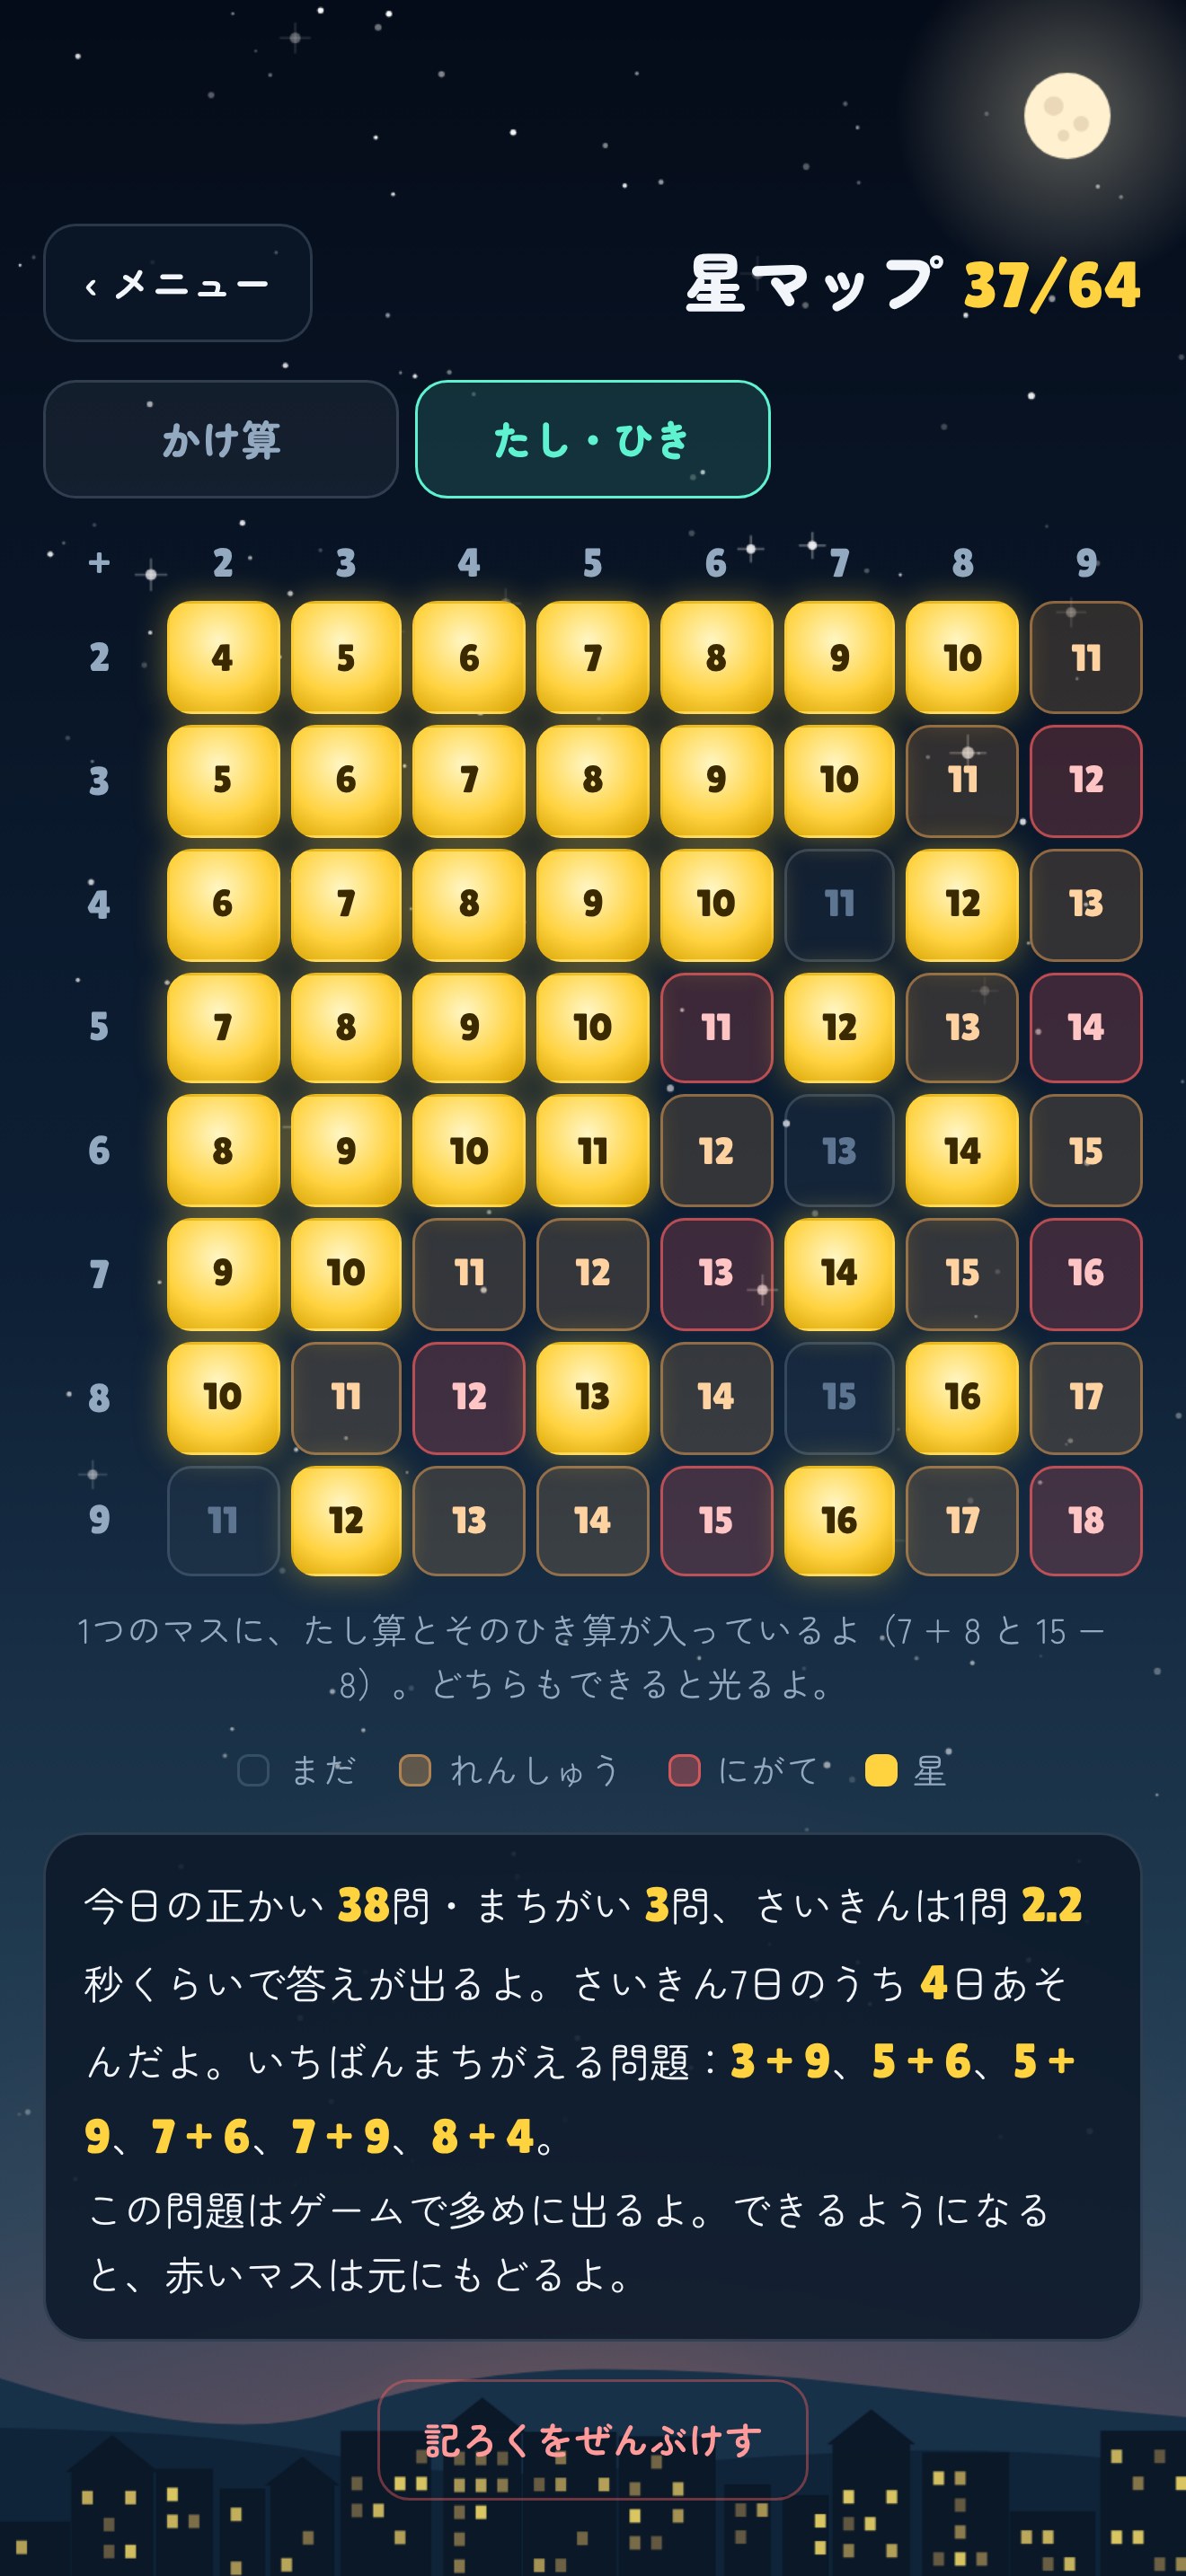 ‹ メニュー
星マップ 37/64
かけ算
たし・ひき
+ 2 3 4 5 6 7 8 9
2 4 5 6 7 8 9 10 11
3 5 6 7 8 9 10 11 12
4 6 7 8 9 10 11 12 13
5 7 8 9 10 11 12 13 14
6 8 9 10 11 12 13 14 15
7 9 10 11 12 13 14 15 16
8 10 11 12 13 14 15 16 17
9 11 12 13 14 15 16 17 18
1つのマスに、たし算とそのひき算が入っているよ（7 + 8 と 15 −
8）。どちらもできると光るよ。
まだ れんしゅう にがて 星
今日の正かい 38問・まちがい 3問、さいきんは1問 2.2
秒くらいで答えが出るよ。さいきん7日のうち 4日あそ
んだよ。いちばんまちがえる問題：3 + 9、5 + 6、5 +
9、7 + 6、7 + 9、8 + 4。
この問題はゲームで多めに出るよ。できるようになる
と、赤いマスは元にもどるよ。
記ろくをぜんぶけす